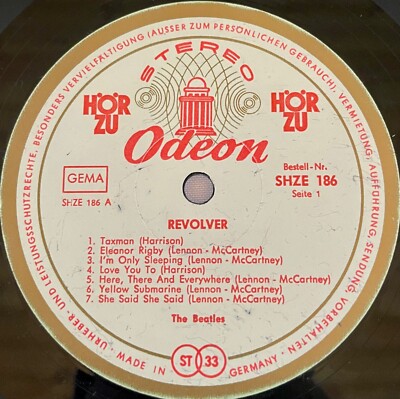 URHEBER - UND LEISTUNGSSCHUTZRECHTE, BESONDERS VERVIELFÄLTIGUNG (AUSSER ZUM PERSÖNLICHEN GEBRAUCH), VERMIETUNG, AUFFÜHRUNG, SENDUNG, VORBEHALTEN ·
STEREO
HÖR ZU
HÖR ZU
Odeon
GEMA
SHZE 186 A
Bestell-Nr.
SHZE 186
Seite 1
REVOLVER
1. Taxman (Harrison)
2. Eleanor Rigby (Lennon - McCartney)
3. I'm Only Sleeping (Lennon - McCartney)
4. Love You To (Harrison)
5. Here, There And Everywhere (Lennon - McCartney)
6. Yellow Submarine (Lennon - McCartney)
7. She Said She Said (Lennon - McCartney)
The Beatles
MADE IN GERMANY
ST 33